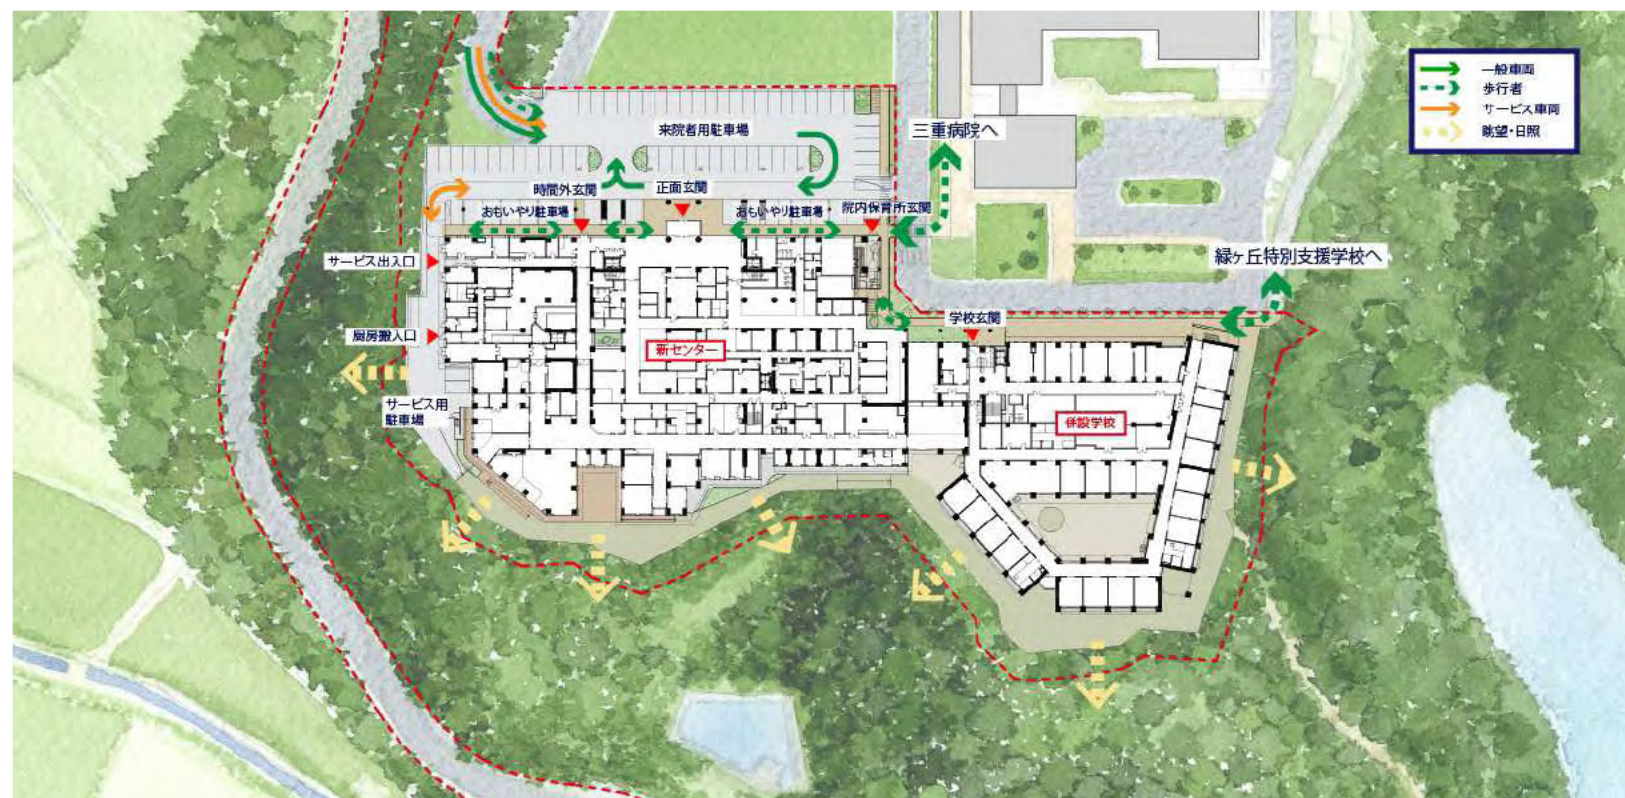 一般車両
歩行者
サービス車両
眺望・日照
来院者用駐車場
三重病院へ
時間外玄関
正面玄関
おもいやり駐車場
おもいやり駐車場
院内保育所玄関
サービス出入口
緑ヶ丘特別支援学校へ
厨房搬入口
学校玄関
新センター
サービス用
駐車場
併設学校